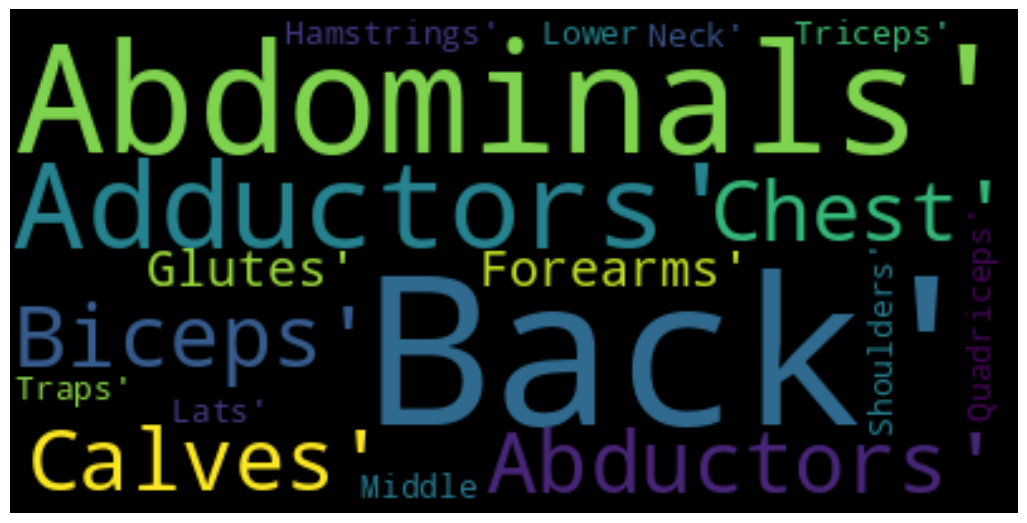 Hamstrings' Lower Neck' Triceps'
Abdominals'
Adductors' Chest'
Glutes' Forearms'
Back'
Biceps'
Shoulders'
Quadriceps'
Traps'
Lats'
Calves' Middle Abductors'